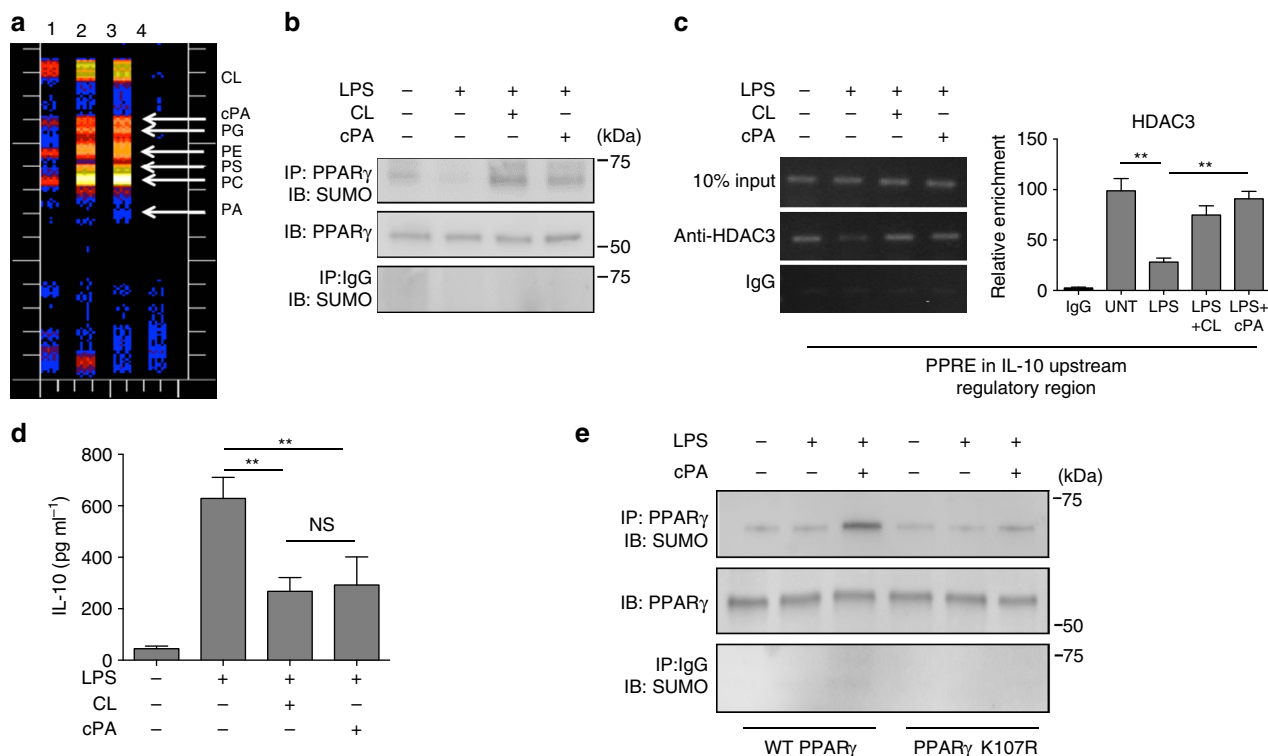 a
1 2 3 4
CL
cPA
PG
PE
PS
PC
PA
b
LPS – + + +
CL – – + –
cPA – – – + (kDa)
IP: PPARγ
IB: SUMO
–75
IB: PPARγ
–50
IP:IgG
IB: SUMO
–75
c
LPS – + + +
CL – – + –
cPA – – – +
10% input
Anti-HDAC3
IgG
HDAC3
Relative enrichment
150
100
50
0
** **
IgG UNT LPS LPS +CL LPS+ cPA
PPRE in IL-10 upstream
regulatory region
d
IL-10 (pg ml⁻¹)
800
600
400
200
0
**
**
NS
LPS – + + +
CL – – + –
cPA – – – +
e
LPS – + + – + +
cPA – – + – – + (kDa)
IP: PPARγ
IB: SUMO
–75
IB: PPARγ
–50
IP:IgG
IB: SUMO
–75
WT PPARγ PPARγ K107R